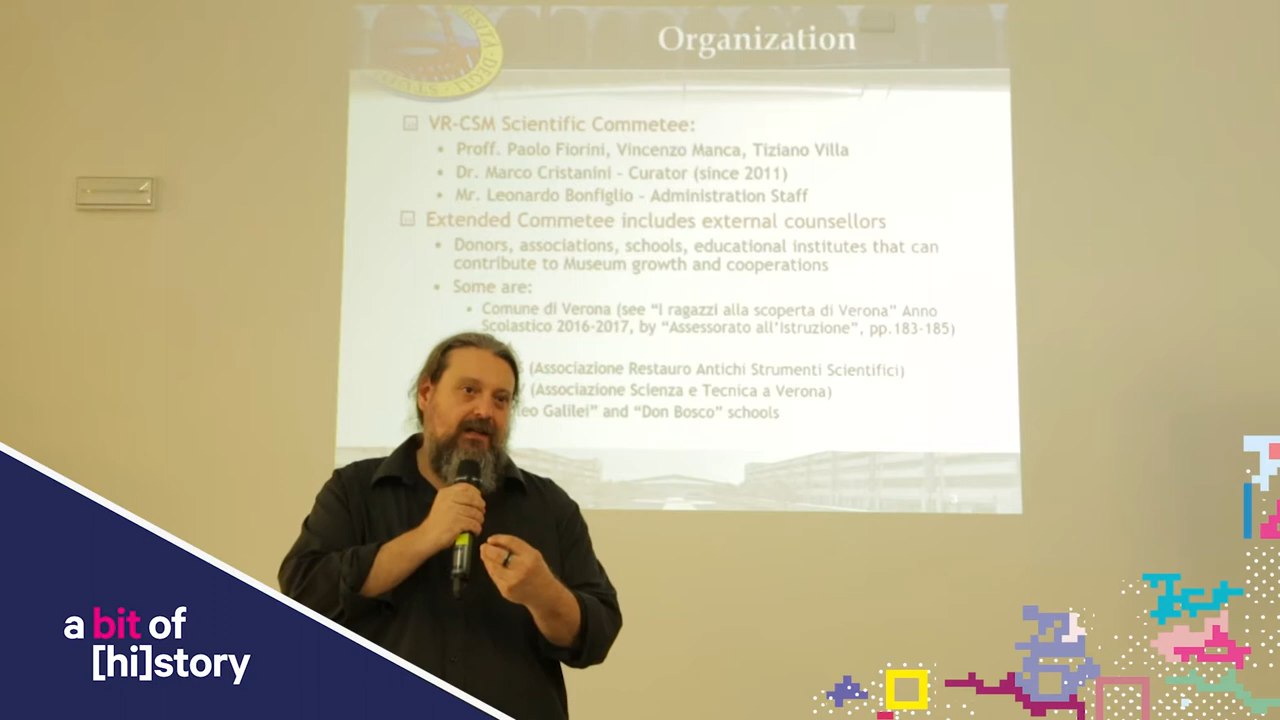 Organization
VR-CSM Scientific Commetee:
Proff. Paolo Fiorini, Vincenzo Manca, Tiziano Villa
Dr. Marco Cristanini - Curator (since 2011)
Mr. Leonardo Bonfiglio - Administration Staff
Extended Commetee includes external counsellors
Donors, associations, schools, educational institutes that can
contribute to Museum growth and cooperations
Some are:
Comune di Verona (see "I ragazzi alla scoperta di Verona" Anno
Scolastico 2016-2017, by "Assessorato all'Istruzione", pp.183-185)
(Associazione Restauro Antichi Strumenti Scientifici)
(Associazione Scienza e Tecnica a Verona)
Galilei" and "Don Bosco" schools
a bit of
[hi]story